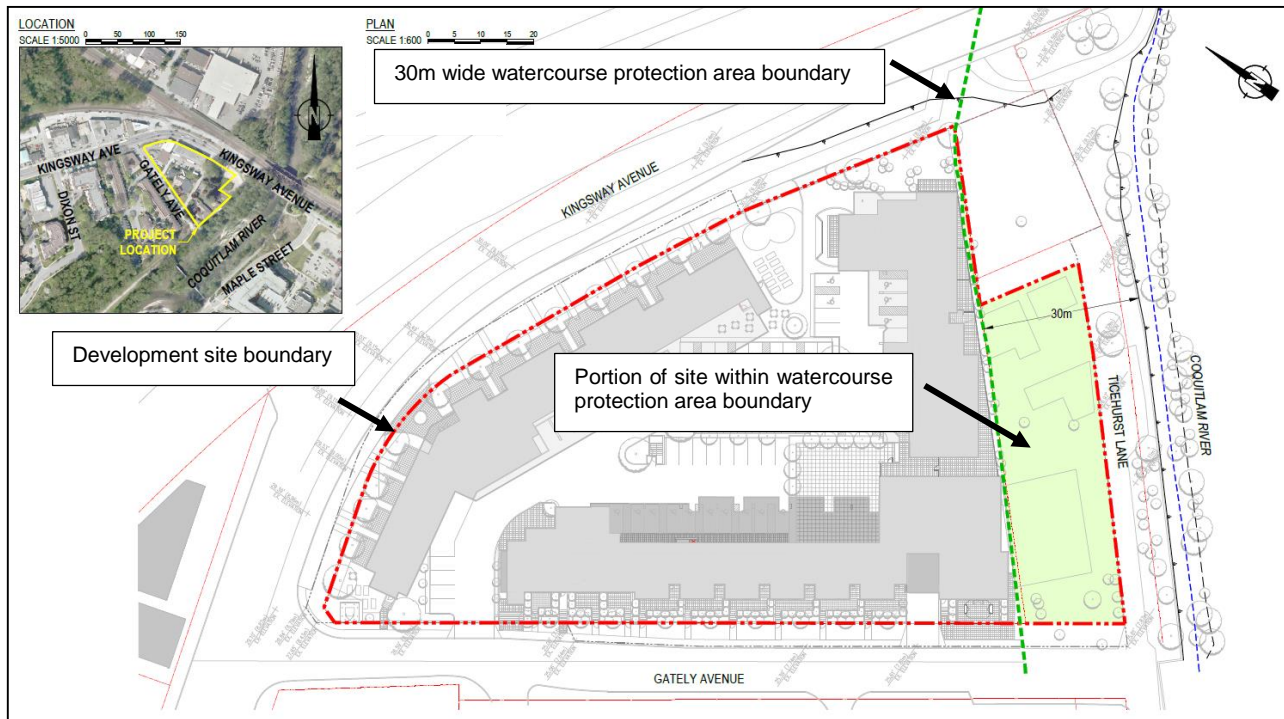 LOCATION
SCALE 1:5000
0 50 100 150
PLAN
SCALE 1:600
0 5 10 15 20
30m wide watercourse protection area boundary
KINGSWAY AVE
GATELY AVE
KINGSWAY AVENUE
DIXON ST
PROJECT
LOCATION
COQUITLAM RIVER
MAPLE STREET
KINGSWAY AVENUE
Development site boundary
Portion of site within watercourse
protection area boundary
30m
TICEHURST LANE
COQUITLAM RIVER
GATELY AVENUE